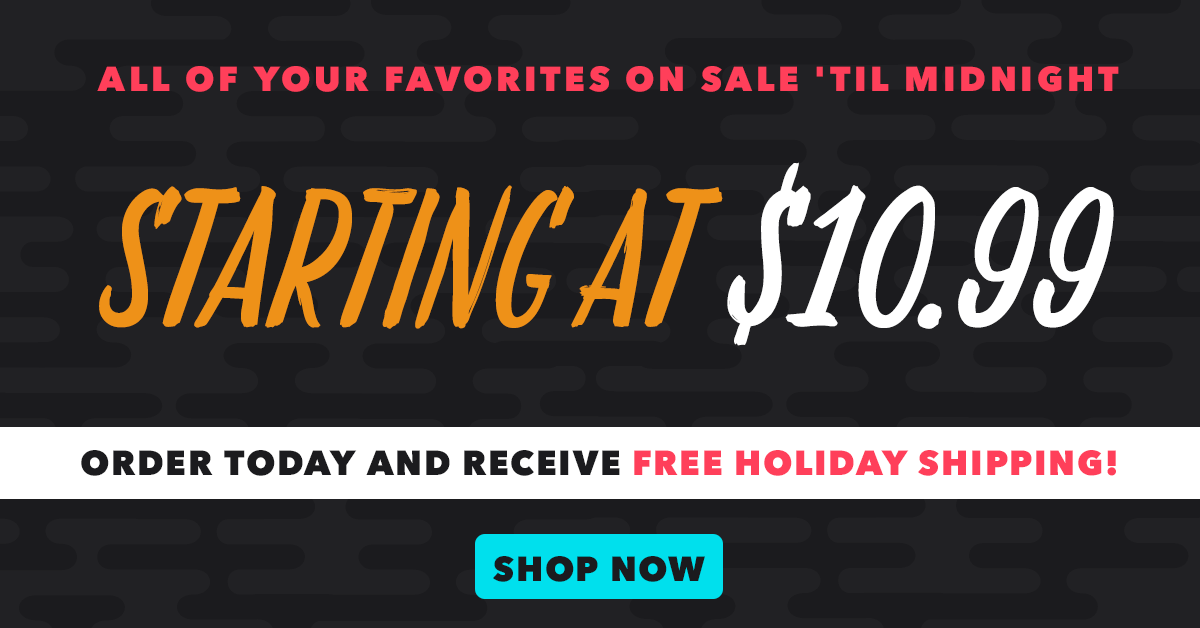 ALL OF YOUR FAVORITES ON SALE 'TIL MIDNIGHT
STARTING AT $10.99
ORDER TODAY AND RECEIVE FREE HOLIDAY SHIPPING!
SHOP NOW